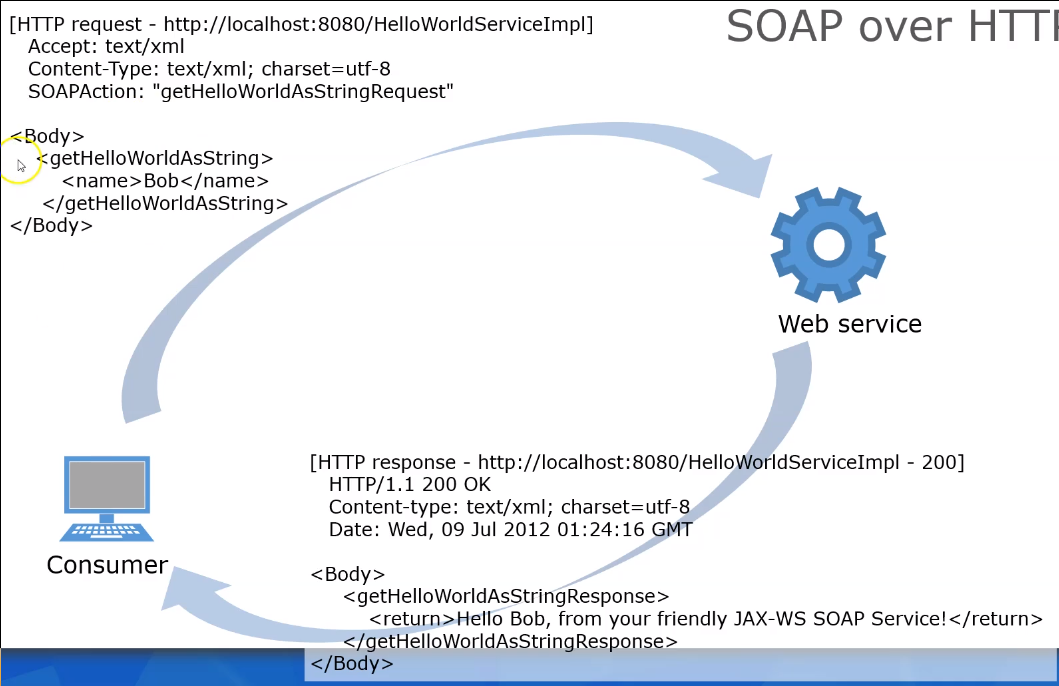 SOAP over HTTP
[HTTP request - http://localhost:8080/HelloWorldServiceImpl]
Accept: text/xml
Content-Type: text/xml; charset=utf-8
SOAPAction: "getHelloWorldAsStringRequest"
<Body>
<getHelloWorldAsString>
<name>Bob</name>
</getHelloWorldAsString>
</Body>
Web service
Consumer
[HTTP response - http://localhost:8080/HelloWorldServiceImpl - 200]
HTTP/1.1 200 OK
Content-type: text/xml; charset=utf-8
Date: Wed, 09 Jul 2012 01:24:16 GMT
<Body>
<getHelloWorldAsStringResponse>
<return>Hello Bob, from your friendly JAX-WS SOAP Service!</return>
</getHelloWorldAsStringResponse>
</Body>